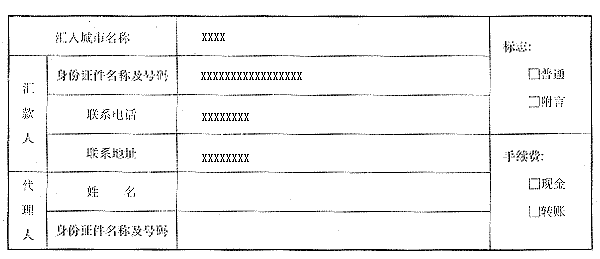 汇入城市名称 XXXX
标志:
汇款人
身份证件名称及号码 XXXXXXXXXXXXXXXXX
□普通
□附言
联系电话 XXXXXXXX
联系地址 XXXXXXXX
手续费:
代理人
姓 名
□现金
□转账
身份证件名称及号码